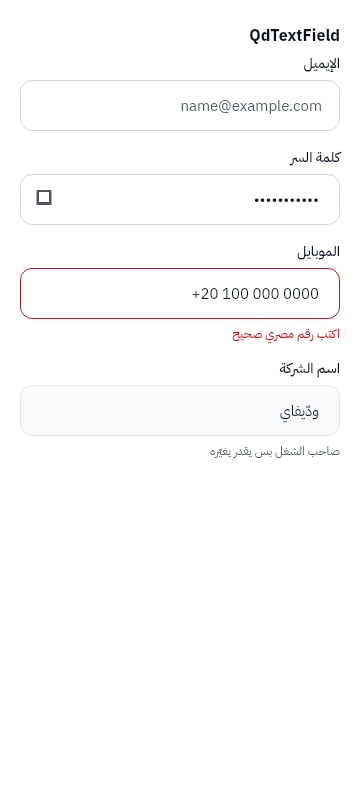 QdTextField
الإيميل
name@example.com
كلمة السر
•••••••••••
الموبايل
+20 100 000 0000
اكتب رقم مصري صحيح
اسم الشركة
ودّيفاي
صاحب الشغل بس يقدر يغيّره